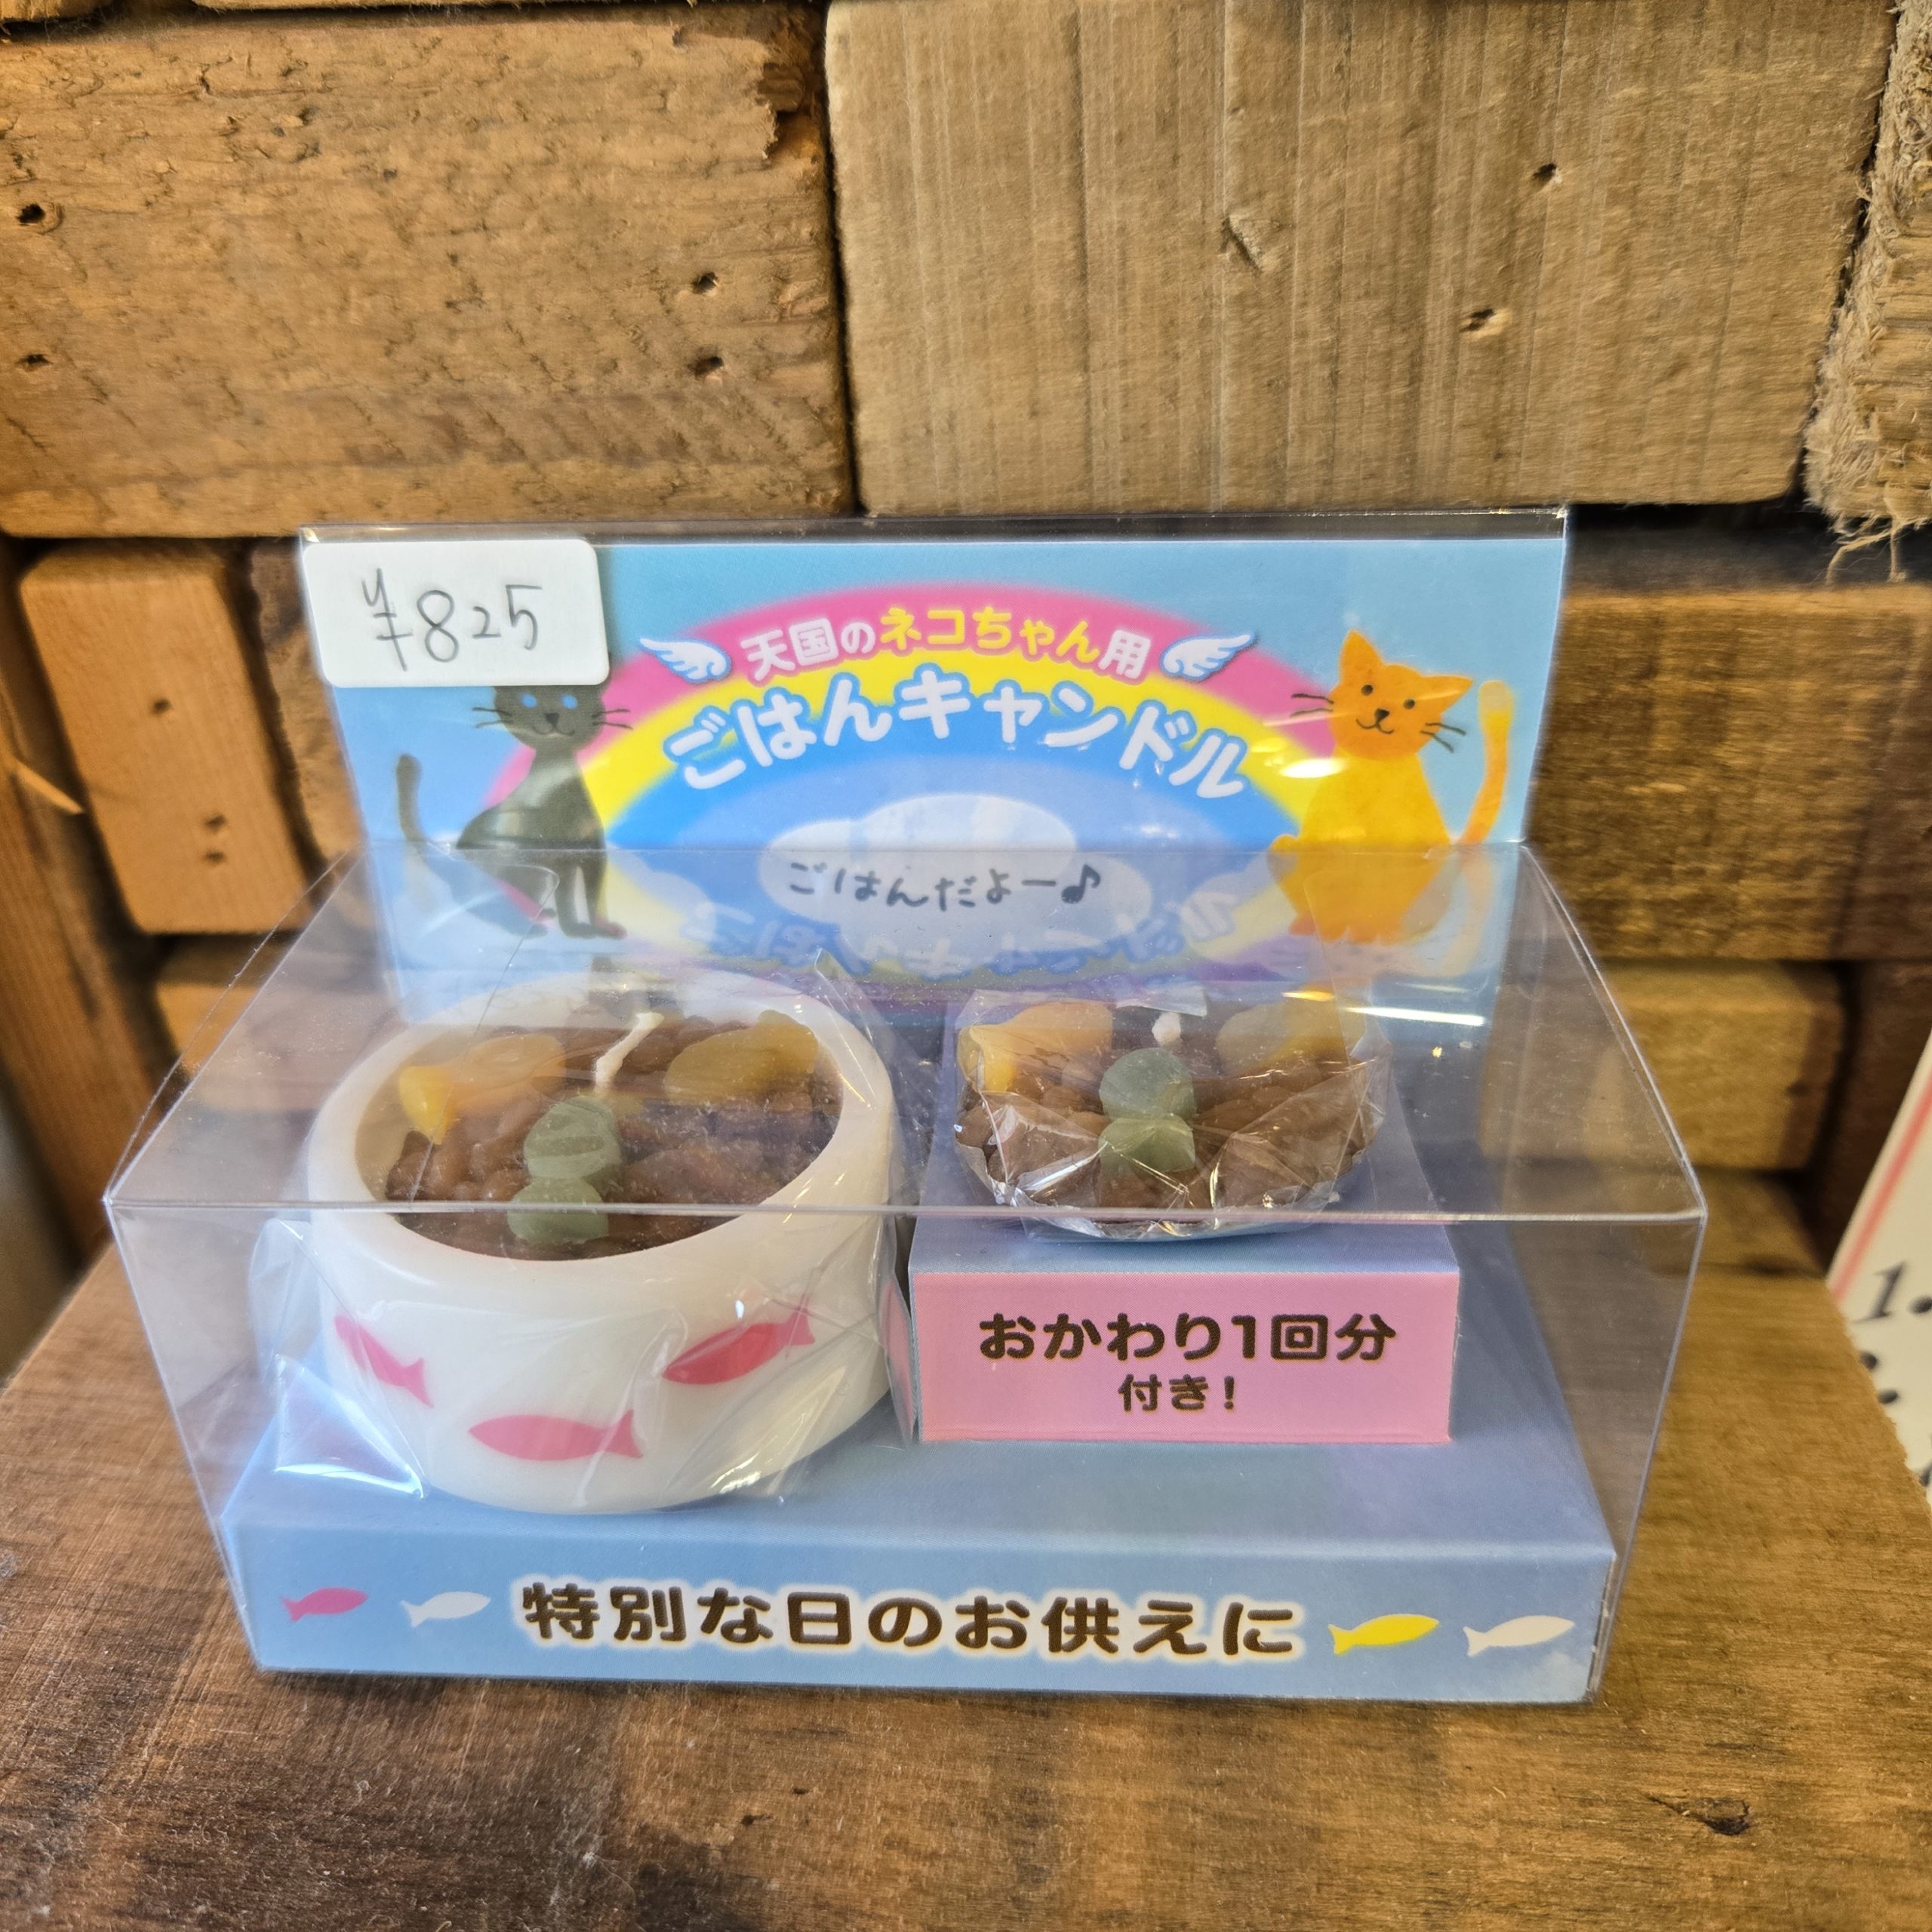 ¥825
天国のネコちゃん用
ごはんキャンドル
ごはんだよー♪
おかわり1回分
付き!
特別な日のお供えに
1.